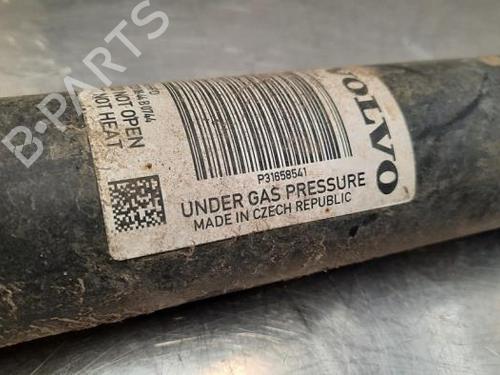 B-PARTS
VOLVO
P31658541
UNDER GAS PRESSURE
MADE IN CZECH REPUBLIC
NOT OPEN
NOT HEAT